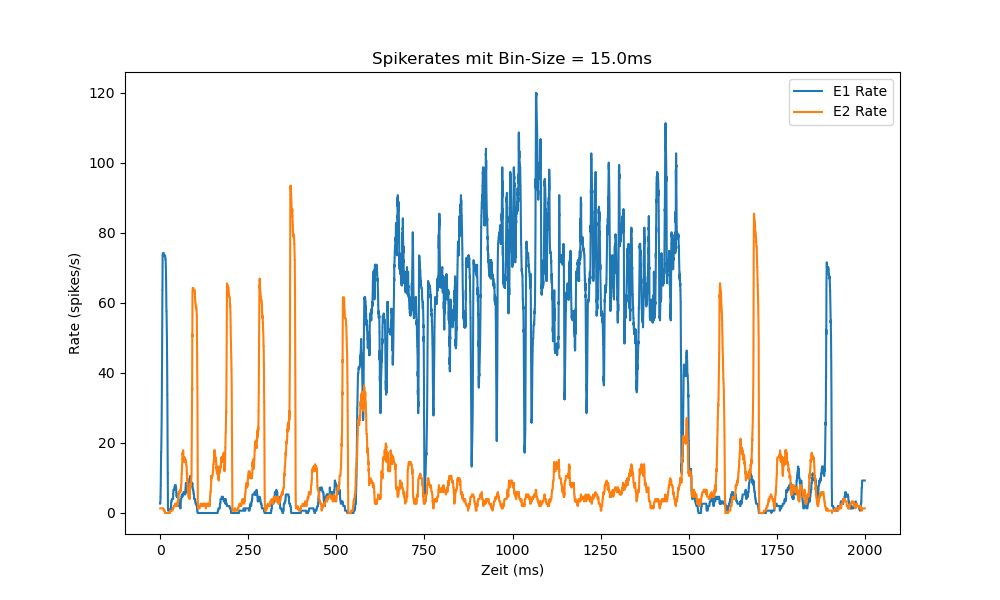 Spikerates mit Bin-Size = 15.0ms
E1 Rate
E2 Rate
120
100
80
60
40
20
0
Rate (spikes/s)
0 250 500 750 1000 1250 1500 1750 2000
Zeit (ms)